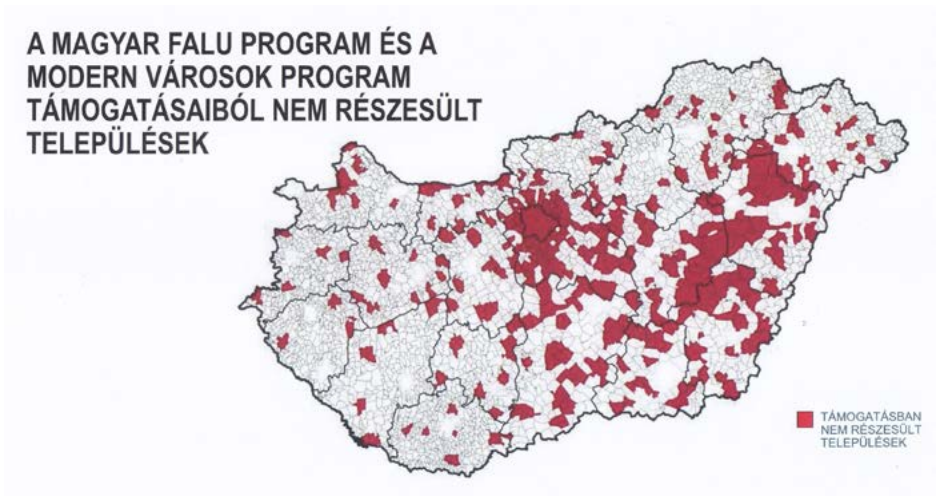 A MAGYAR FALU PROGRAM ÉS A
MODERN VÁROSOK PROGRAM
TÁMOGATÁSAIBÓL NEM RÉSZESÜLT
TELEPÜLÉSEK
TÁMOGATÁSBAN
NEM RÉSZESÜLT
TELEPÜLÉSEK